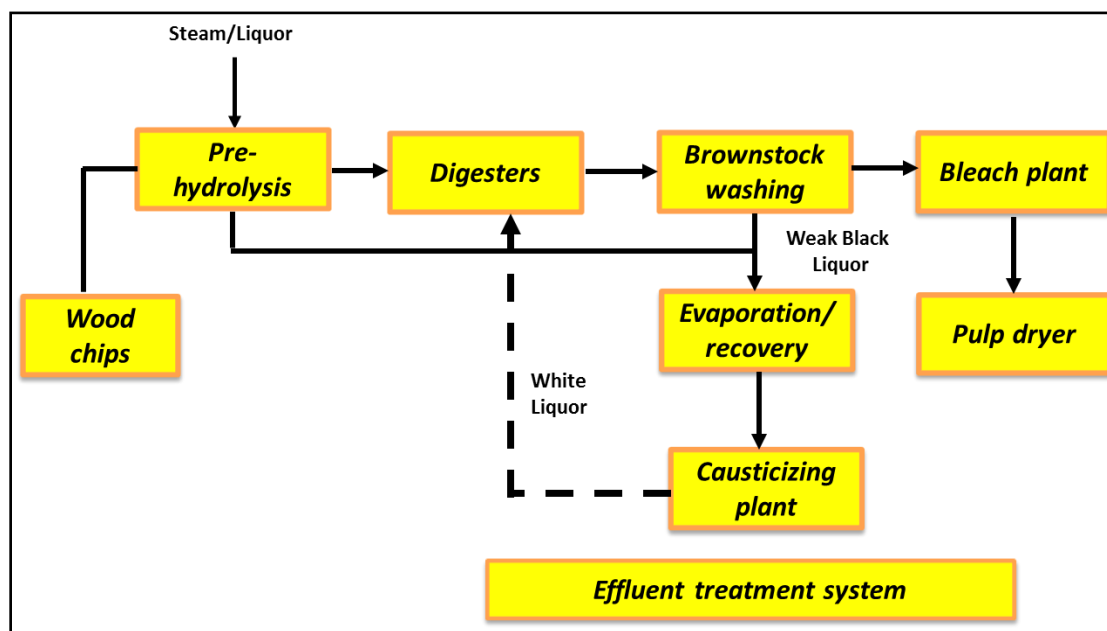 Steam/Liquor
Pre-
hydrolysis
Digesters
Brownstock
washing
Bleach plant
Weak Black
Liquor
Wood
chips
Evaporation/
recovery
Pulp dryer
White
Liquor
Causticizing
plant
Effluent treatment system